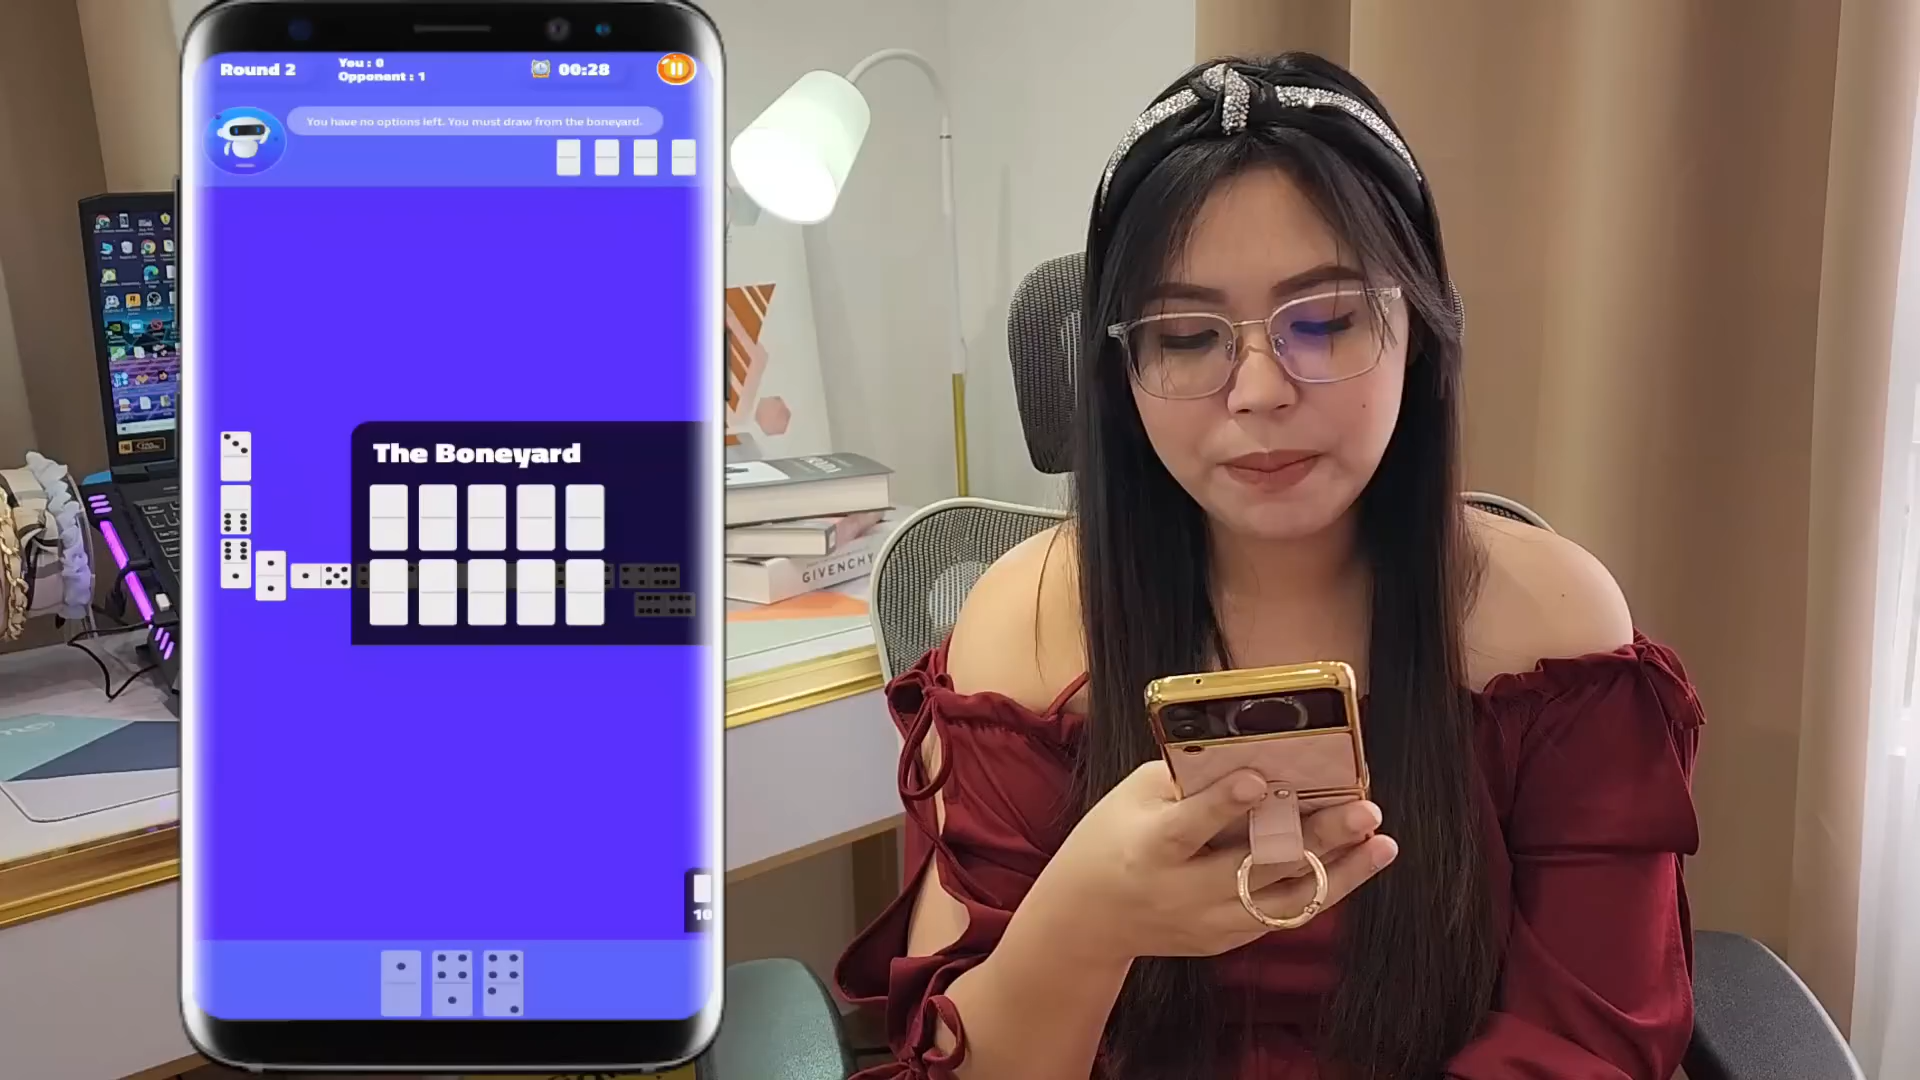 Round 2
You : 0
Opponent : 1
00:28
You have no options left. You must draw from the boneyard.
The Boneyard
10
GIVENCHY